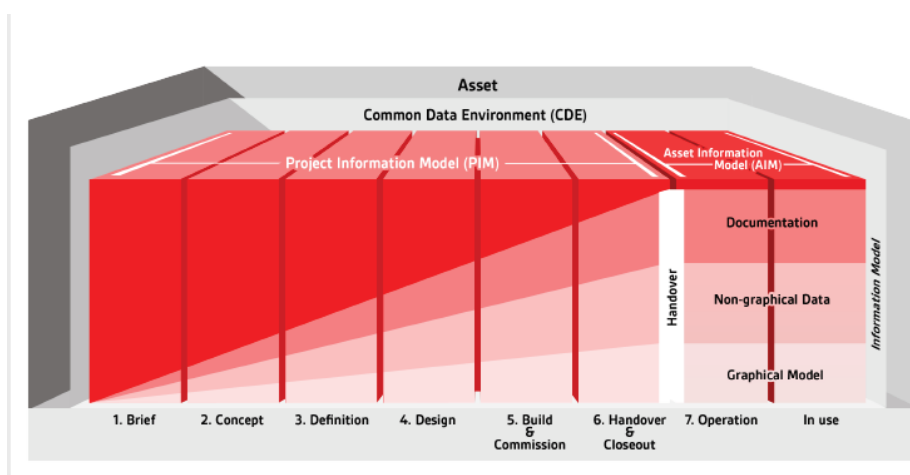 Asset
Common Data Environment (CDE)
Project Information Model (PIM)
Asset Information
Model (AIM)
Documentation
Non-graphical Data
Graphical Model
Handover
Information Model
1. Brief
2. Concept
3. Definition
4. Design
5. Build
&
Commission
6. Handover
&
Closeout
7. Operation
In use